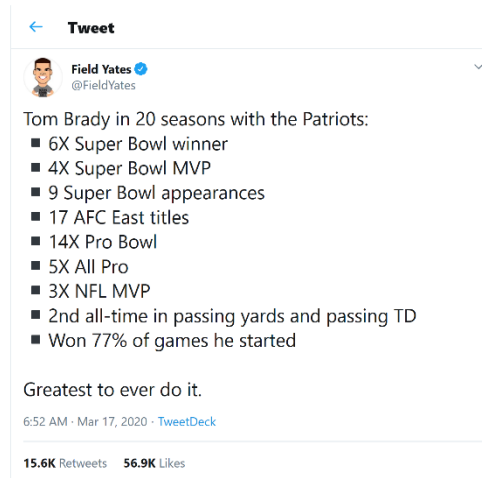 Tweet
Field Yates
@FieldYates
Tom Brady in 20 seasons with the Patriots:
▪ 6X Super Bowl winner
▪ 4X Super Bowl MVP
▪ 9 Super Bowl appearances
▪ 17 AFC East titles
▪ 14X Pro Bowl
▪ 5X All Pro
▪ 3X NFL MVP
▪ 2nd all-time in passing yards and passing TD
▪ Won 77% of games he started
Greatest to ever do it.
6:52 AM · Mar 17, 2020 · TweetDeck
15.6K Retweets 56.9K Likes